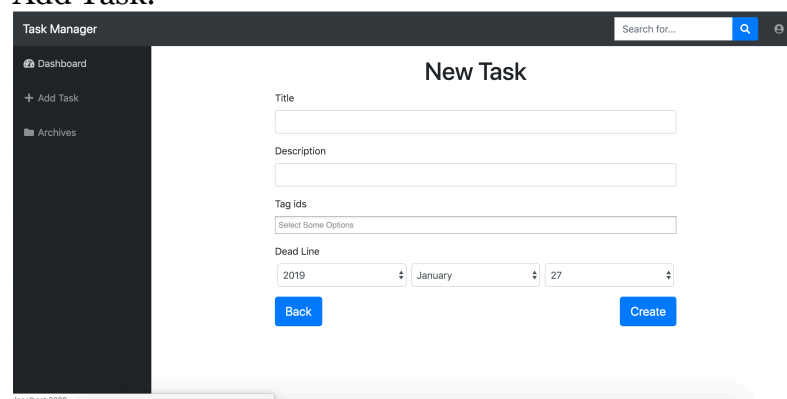 Add Task:
Task Manager
Search for...
Dashboard
Add Task
Archives
New Task
Title
Description
Tag ids
Select Some Options
Dead Line
2019 January 27
Back Create